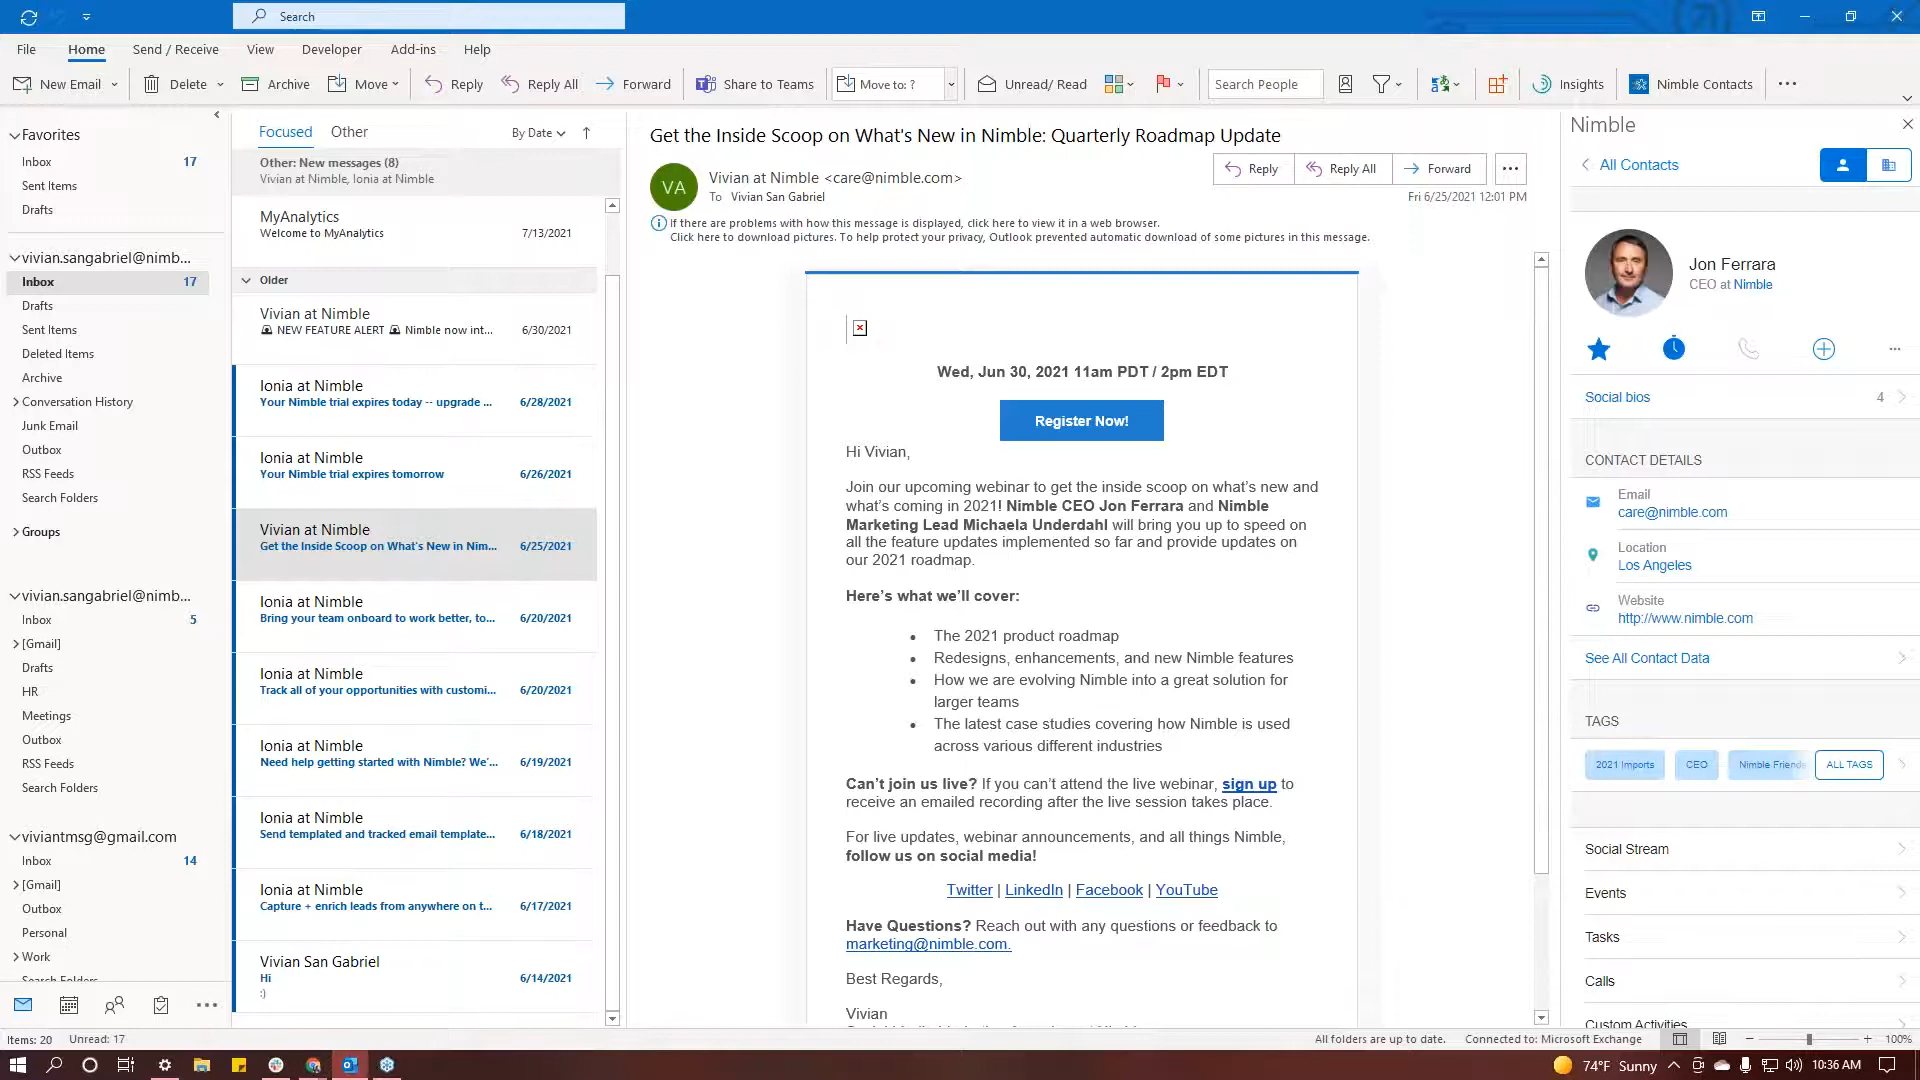 Search
File
Home
Send / Receive
View
Developer
Add-ins
Help
New Email
Delete
Archive
Move
Reply
Reply All
Forward
Share to Teams
Move to: ?
Unread/ Read
Search People
Insights
Nimble Contacts
Favorites
Inbox 17
Sent Items
Drafts
vivian.sangabriel@nimb...
Inbox 17
Drafts
Sent Items
Deleted Items
Archive
Conversation History
Junk Email
Outbox
RSS Feeds
Search Folders
Groups
vivian.sangabriel@nimb...
Inbox 5
[Gmail]
Drafts
HR
Meetings
Outbox
RSS Feeds
Search Folders
viviantmsg@gmail.com
Inbox 14
[Gmail]
Outbox
Personal
Work
Search Folders
Focused Other By Date
Other: New messages (8)
Vivian at Nimble, Ionia at Nimble
MyAnalytics
Welcome to MyAnalytics 7/13/2021
Older
Vivian at Nimble
NEW FEATURE ALERT Nimble now int... 6/30/2021
Ionia at Nimble
Your Nimble trial expires today -- upgrade ... 6/28/2021
Ionia at Nimble
Your Nimble trial expires tomorrow 6/26/2021
Vivian at Nimble
Get the Inside Scoop on What's New in Nim... 6/25/2021
Ionia at Nimble
Bring your team onboard to work better, to... 6/20/2021
Ionia at Nimble
Track all of your opportunities with customi... 6/20/2021
Ionia at Nimble
Need help getting started with Nimble? We'... 6/19/2021
Ionia at Nimble
Send templated and tracked email template... 6/18/2021
Ionia at Nimble
Capture + enrich leads from anywhere on t... 6/17/2021
Vivian San Gabriel
Hi 6/14/2021
:)
Get the Inside Scoop on What's New in Nimble: Quarterly Roadmap Update
VA
Vivian at Nimble <care@nimble.com>
To Vivian San Gabriel
Reply
Reply All
Forward
Fri 6/25/2021 12:01 PM
If there are problems with how this message is displayed, click here to view it in a web browser.
Click here to download pictures. To help protect your privacy, Outlook prevented automatic download of some pictures in this message.
Wed, Jun 30, 2021 11am PDT / 2pm EDT
Register Now!
Hi Vivian,
Join our upcoming webinar to get the inside scoop on what's new and
what's coming in 2021! Nimble CEO Jon Ferrara and Nimble
Marketing Lead Michaela Underdahl will bring you up to speed on
all the feature updates implemented so far and provide updates on
our 2021 roadmap.
Here's what we'll cover:
• The 2021 product roadmap
• Redesigns, enhancements, and new Nimble features
• How we are evolving Nimble into a great solution for
larger teams
• The latest case studies covering how Nimble is used
across various different industries
Can't join us live? If you can't attend the live webinar, sign up to
receive an emailed recording after the live session takes place.
For live updates, webinar announcements, and all things Nimble,
follow us on social media!
Twitter | LinkedIn | Facebook | YouTube
Have Questions? Reach out with any questions or feedback to
marketing@nimble.com.
Best Regards,
Vivian
Nimble
All Contacts
Jon Ferrara
CEO at Nimble
Social bios 4
CONTACT DETAILS
Email
care@nimble.com
Location
Los Angeles
Website
http://www.nimble.com
See All Contact Data
TAGS
2021 Imports
CEO
Nimble Friends
ALL TAGS
Social Stream
Events
Tasks
Calls
Custom Activities
Items: 20 Unread: 17
All folders are up to date. Connected to: Microsoft Exchange 100%
74°F Sunny 10:36 AM